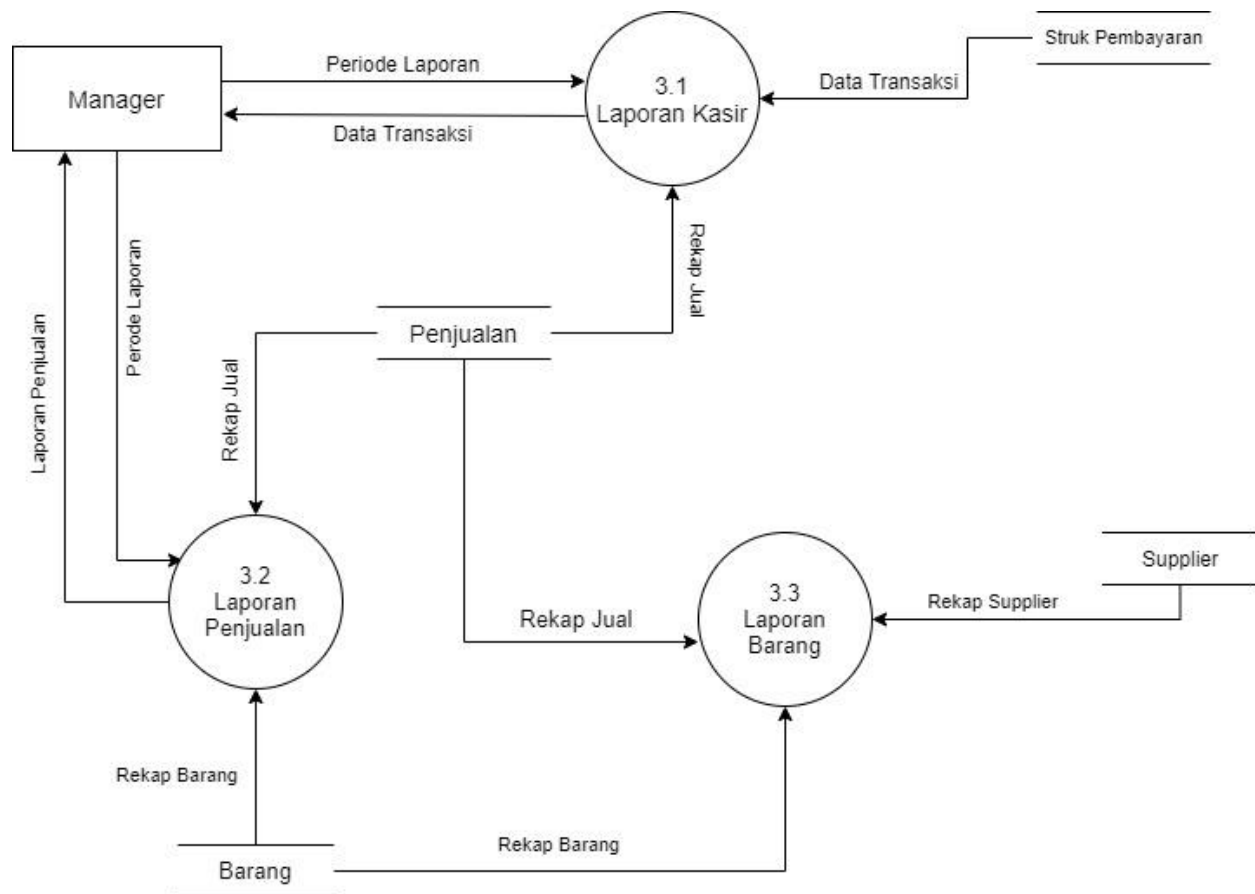 Struk Pembayaran
Periode Laporan
3.1
Laporan Kasir
Data Transaksi
Manager
Data Transaksi
Rekap Jual
Perode Laporan
Laporan Penjualan
Penjualan
Rekap Jual
3.2
Laporan
Penjualan
Rekap Jual
3.3
Laporan
Barang
Supplier
Rekap Supplier
Rekap Barang
Rekap Barang
Barang